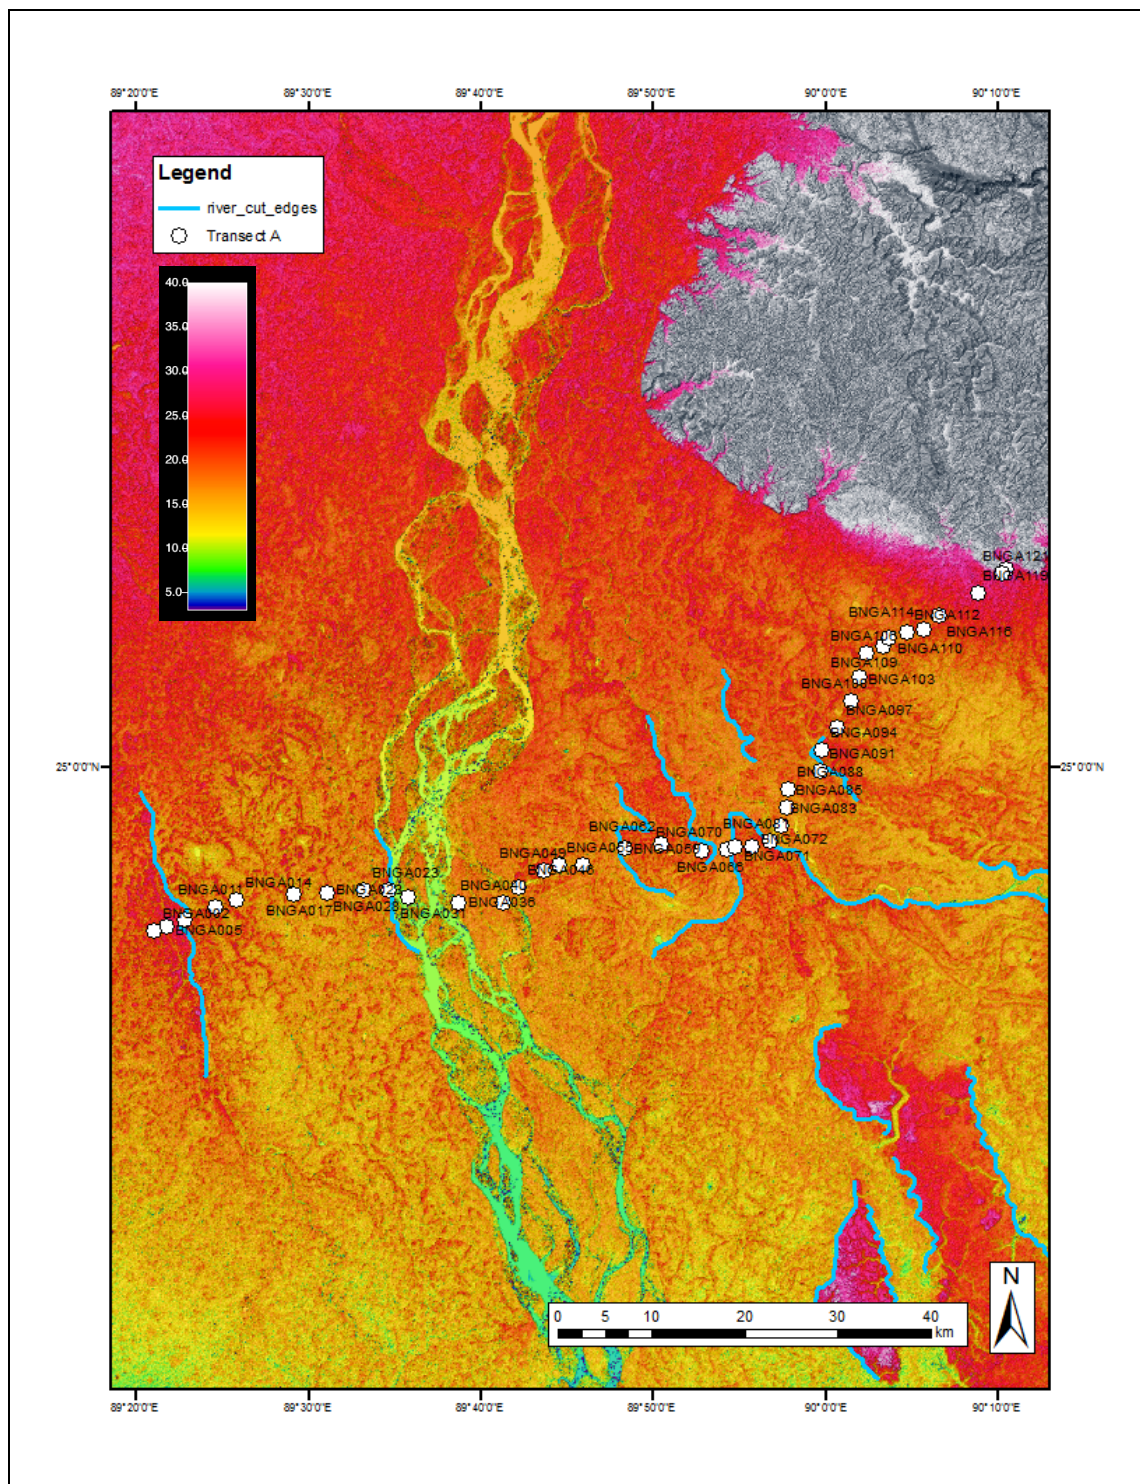 89°20'0"E 89°30'0"E 89°40'0"E 89°50'0"E 90°0'0"E 90°10'0"E
Legend
river_cut_edges
Transect A
40.0
35.0
30.0
25.0
20.0
15.0
10.0
5.0
BNGA121
BNGA119
BNGA114 BNGA112
BNGA116
BNGA110
BNGA109
BNGA103
BNGA097
BNGA094
25°0'0"N BNGA091 25°0'0"N
BNGA088
BNGA085
BNGA083
BNGA062 BNGA070 BNGA072
BNGA049 BNGA071
BNGA046
BNGA023
BNGA011 BNGA014 BNGA040
BNGA017 BNGA031 BNGA036
BNGA002
BNGA005
N
0 5 10 20 30 40
km
89°20'0"E 89°30'0"E 89°40'0"E 89°50'0"E 90°0'0"E 90°10'0"E